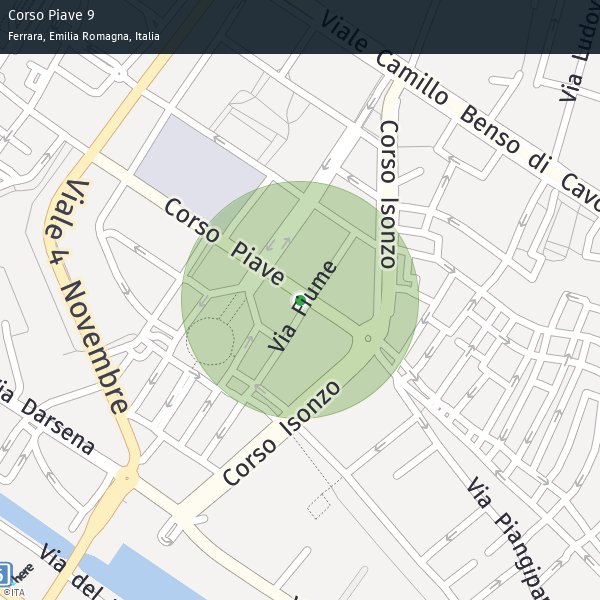 Corso Piave 9
Ferrara, Emilia Romagna, Italia
Viale Camillo Benso di Cavo
Via Ludov
Corso Isonzo
Corso Piave
Viale 4 Novembre
Via Fiume
Via Darsena
Corso Isonzo
Via Piangipan
Via del
V
here
©ITA